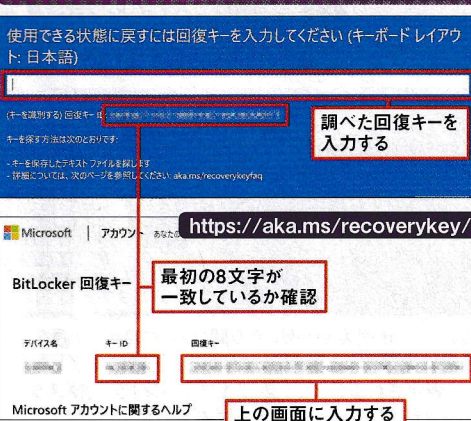 使用できる状態に戻すには回復キーを入力してください (キーボード レイアウ
ト: 日本語)
(キーを識別する) 回復キー ID:
調べた回復キーを
入力する
キーを探す方法は次のとおりです:
- キーを保存したテキスト ファイルを探します
- 詳細については、次のページを参照してください: aka.ms/recoverykeyfaq
Microsoft | アカウント あなたの
https://aka.ms/recoverykey/
BitLocker 回復キー
最初の8文字が
一致しているか確認
デバイス名 キー ID 回復キー
Microsoft アカウントに関するヘルプ
上の画面に入力する